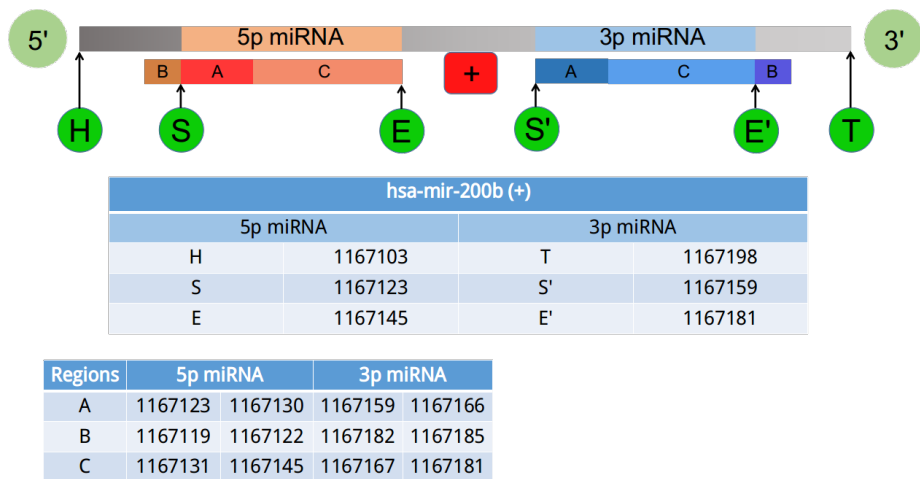 5' 5p miRNA 3p miRNA 3'
B A C + A C B
H S E S' E' T
hsa-mir-200b (+)
5p miRNA 3p miRNA
H 1167103 T 1167198
S 1167123 S' 1167159
E 1167145 E' 1167181
Regions 5p miRNA 3p miRNA
A 1167123 1167130 1167159 1167166
B 1167119 1167122 1167182 1167185
C 1167131 1167145 1167167 1167181